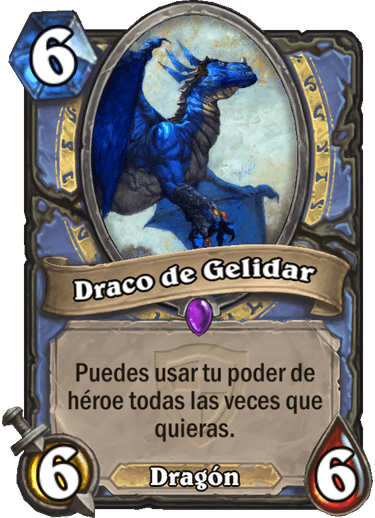 6
Draco de Gelidar
Puedes usar tu poder de
héroe todas las veces que
quieras.
6
Dragón
6